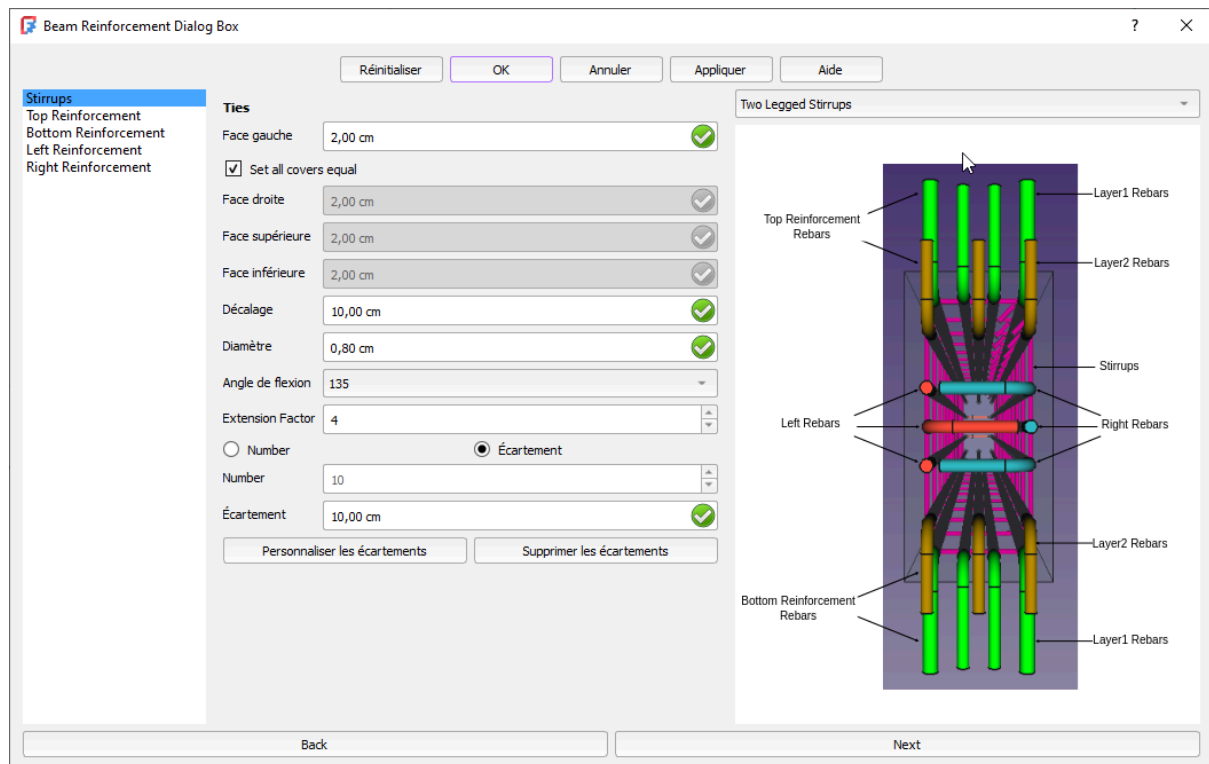 Beam Reinforcement Dialog Box
?
Réinitialiser
OK
Annuler
Appliquer
Aide
Stirrups
Top Reinforcement
Bottom Reinforcement
Left Reinforcement
Right Reinforcement
Ties
Face gauche 2,00 cm
Set all covers equal
Face droite 2,00 cm
Face supérieure 2,00 cm
Face inférieure 2,00 cm
Décalage 10,00 cm
Diamètre 0,80 cm
Angle de flexion 135
Extension Factor 4
Number
Écartement
Number 10
Écartement 10,00 cm
Personnaliser les écartements
Supprimer les écartements
Two Legged Stirrups
Layer1 Rebars
Top Reinforcement
Rebars
Layer2 Rebars
Stirrups
Left Rebars
Right Rebars
Layer2 Rebars
Bottom Reinforcement
Rebars
Layer1 Rebars
Back
Next